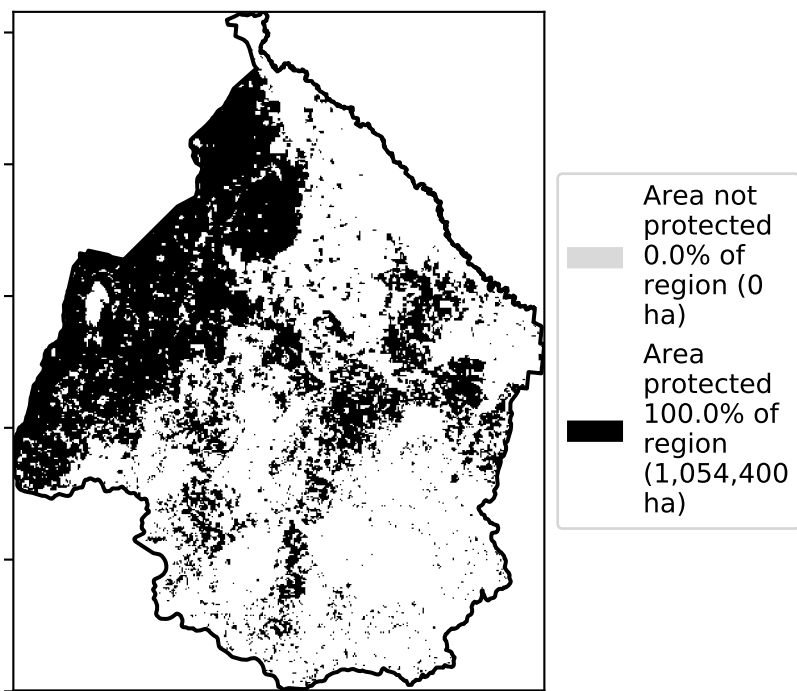 Area not
protected
0.0% of
region (0
ha)
Area
protected
100.0% of
region
(1,054,400
ha)